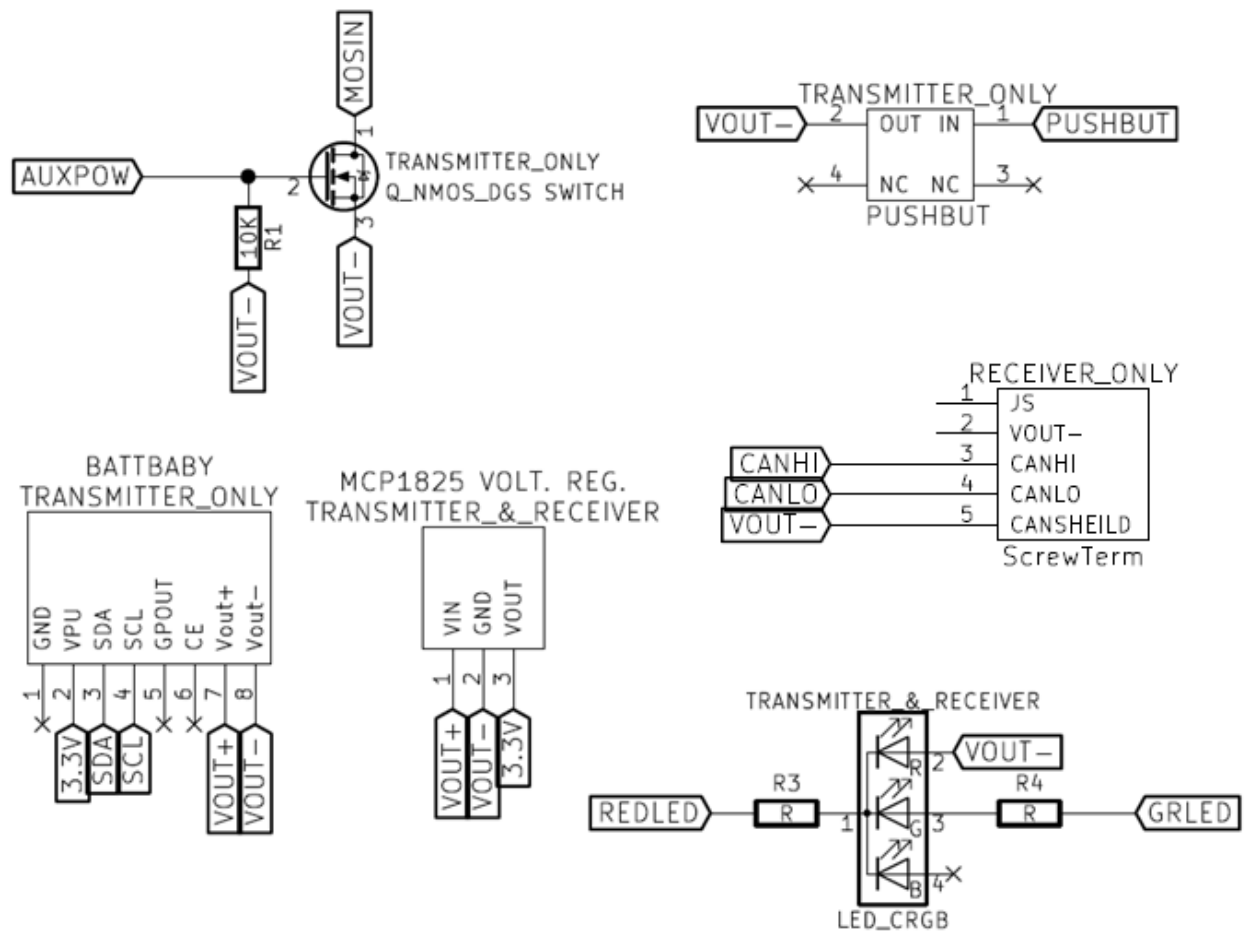 MOSIN
1
AUXPOW
2
TRANSMITTER_ONLY
Q_NMOS_DGS SWITCH
3
10K
R1
VOUT-
VOUT-
TRANSMITTER_ONLY
VOUT-
2
OUT IN
1
PUSHBUT
4
NC NC
3
PUSHBUT
RECEIVER_ONLY
1
JS
2
VOUT-
CANHI
3
CANHI
CANLO
4
CANLO
VOUT-
5
CANSHEILD
ScrewTerm
BATTBABY
TRANSMITTER_ONLY
GND
VPU
SDA
SCL
GPOUT
CE
Vout+
Vout-
1
2
3
4
5
6
7
8
3.3V
SDA
SCL
VOUT+
VOUT-
MCP1825 VOLT. REG.
TRANSMITTER_&_RECEIVER
VIN
GND
VOUT
1
2
3
VOUT+
VOUT-
3.3V
TRANSMITTER_&_RECEIVER
R
2
VOUT-
REDLED
R3
R
1
G
3
R4
R
GRLED
B
4
LED_CRGB